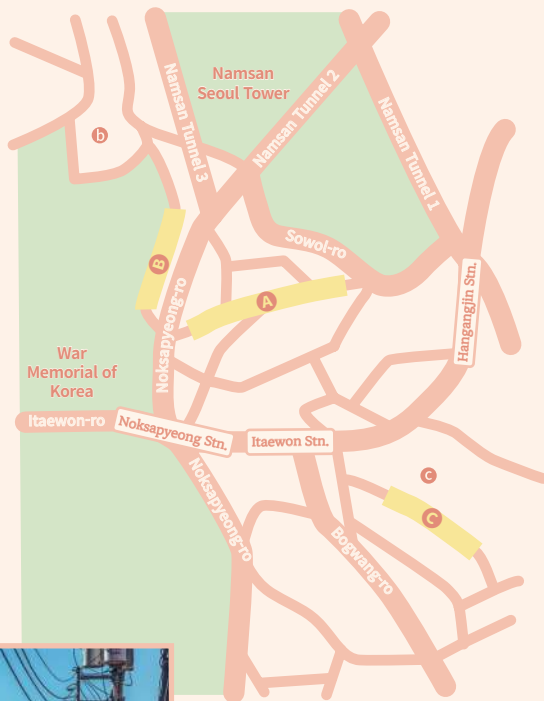 Namsan
Seoul Tower
Namsan Tunnel 3
Namsan Tunnel 2
Namsan Tunnel 1
b
Sowol-ro
B
A
Noksapyeong-ro
Hangangjin Stn.
War
Memorial of
Korea
Itaewon-ro
Noksapyeong Stn.
Itaewon Stn.
Noksapyeong-ro
c
C
Bogwang-ro